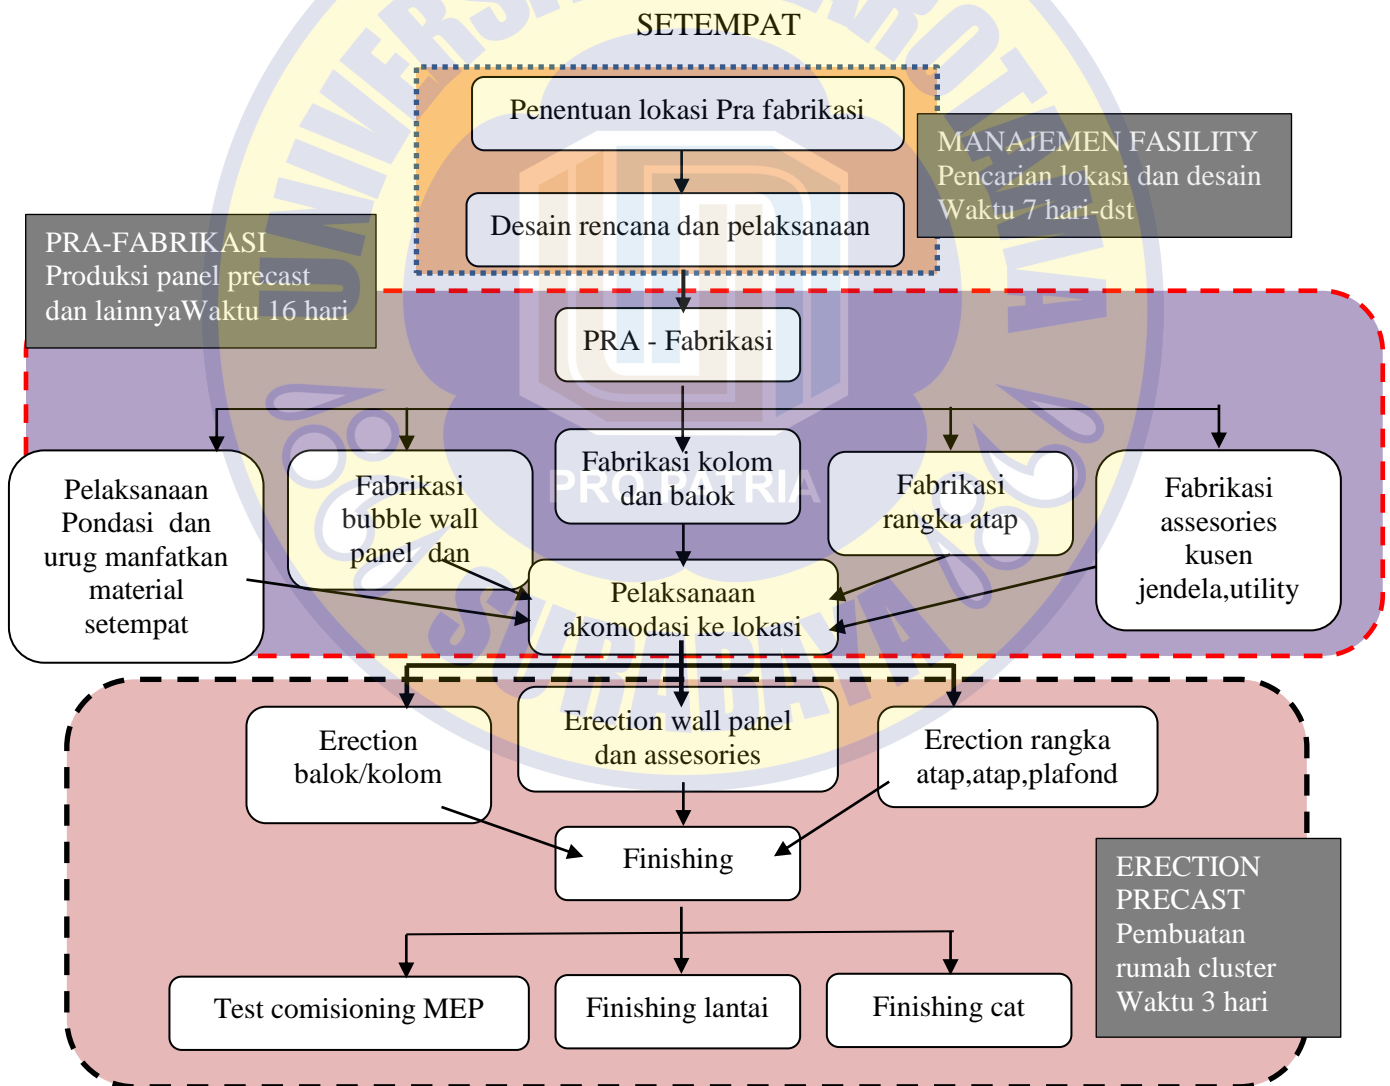 SETEMPAT
Penentuan lokasi Pra fabrikasi
MANAJEMEN FASILITY
Pencarian lokasi dan desain
Waktu 7 hari-dst
Desain rencana dan pelaksanaan
PRA-FABRIKASI
Produksi panel precast
dan lainnyaWaktu 16 hari
PRA - Fabrikasi
Pelaksanaan
Pondasi dan
urug manfatkan
material
setempat
Fabrikasi
bubble wall
panel dan
Fabrikasi kolom
dan balok
Fabrikasi
rangka atap
Fabrikasi
assesories
kusen
jendela,utility
PRO PATRIA
Pelaksanaan
akomodasi ke lokasi
Erection
balok/kolom
Erection wall panel
dan assesories
Erection rangka
atap,atap,plafond
Finishing
ERECTION
PRECAST
Pembuatan
rumah cluster
Waktu 3 hari
Test comisioning MEP
Finishing lantai
Finishing cat
SURABAYA